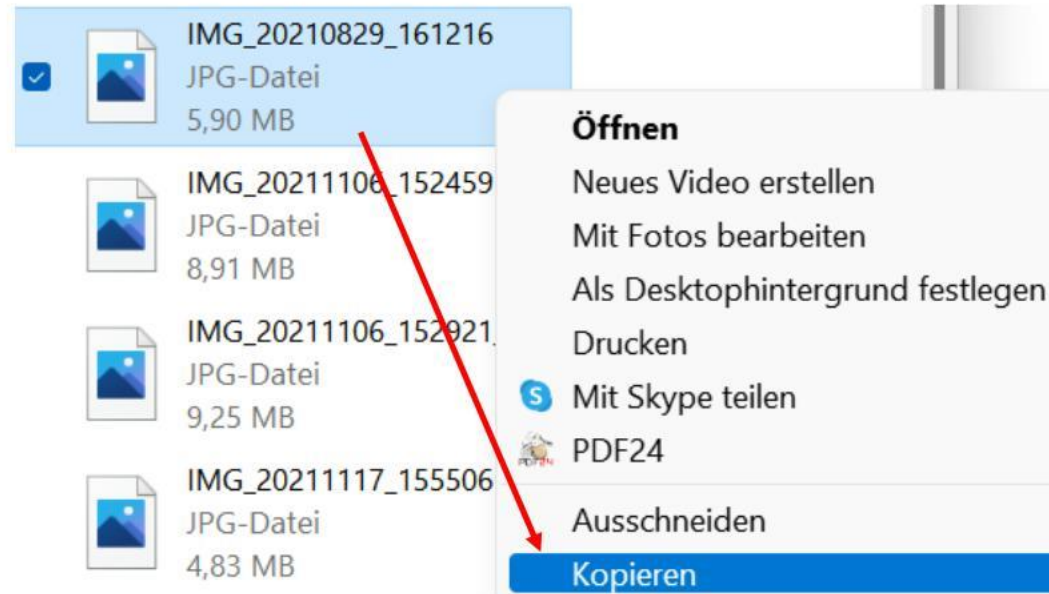 IMG_20210829_161216
JPG-Datei
5,90 MB
IMG_20211106_152459
JPG-Datei
8,91 MB
IMG_20211106_152921_
JPG-Datei
9,25 MB
IMG_20211117_155506
JPG-Datei
4,83 MB
Öffnen
Neues Video erstellen
Mit Fotos bearbeiten
Als Desktophintergrund festlegen
Drucken
Mit Skype teilen
PDF24
Ausschneiden
Kopieren